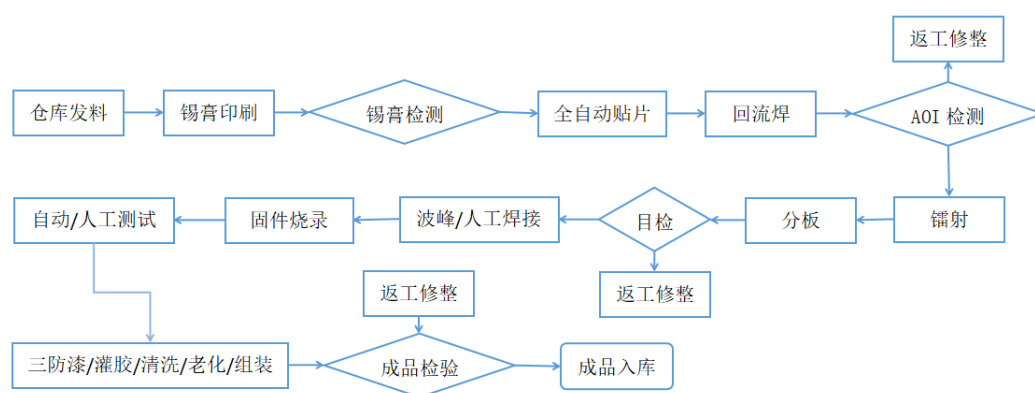 返工修整
仓库发料
锡膏印刷
锡膏检测
全自动贴片
回流焊
AOI 检测
自动/人工测试
固件烧录
波峰/人工焊接
目检
分板
镭射
返工修整
返工修整
三防漆/灌胶/清洗/老化/组装
成品检验
成品入库